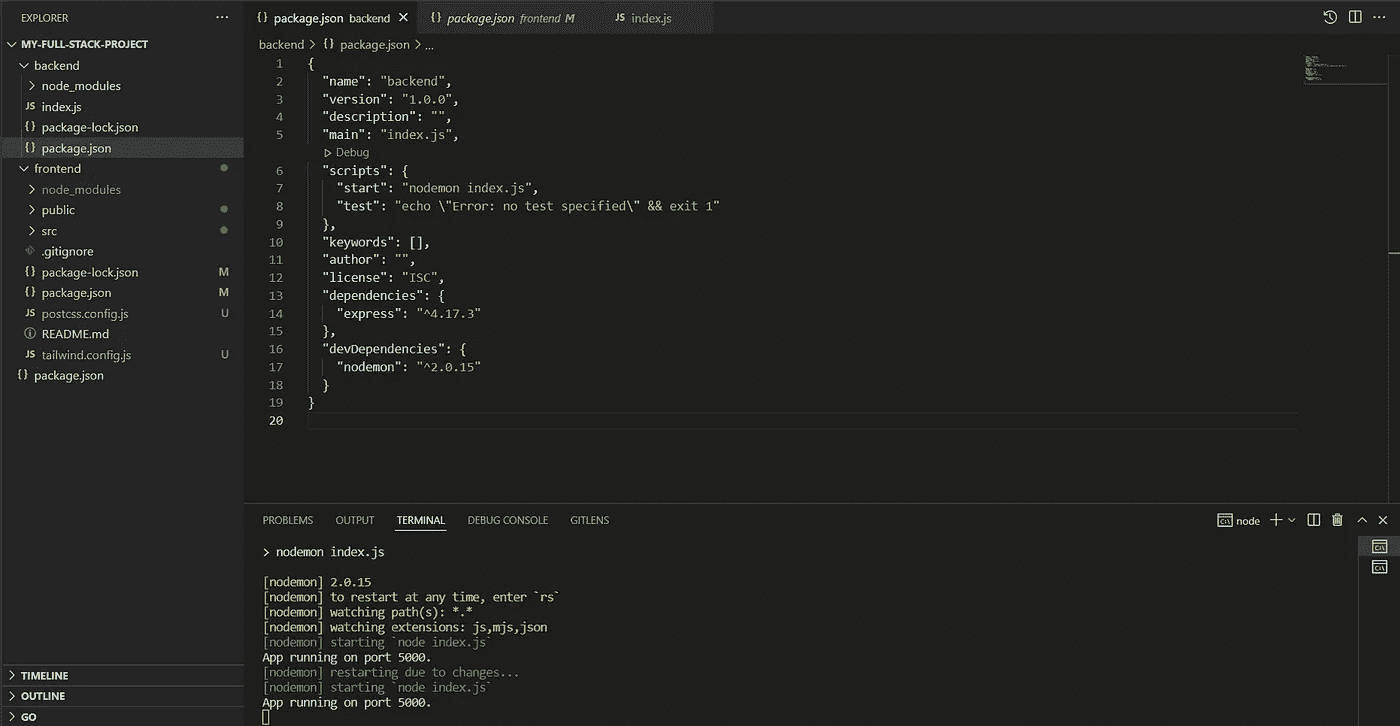 EXPLORER
MY-FULL-STACK-PROJECT
backend
node_modules
JS index.js
{} package-lock.json
{} package.json
frontend
node_modules
public
src
.gitignore
{} package-lock.json M
{} package.json M
JS postcss.config.js U
README.md
JS tailwind.config.js U
{} package.json
TIMELINE
OUTLINE
GO
{} package.json backend
{} package.json frontend M
JS index.js
backend > {} package.json > ...
1 {
2 "name": "backend",
3 "version": "1.0.0",
4 "description": "",
5 "main": "index.js",
Debug
6 "scripts": {
7 "start": "nodemon index.js",
8 "test": "echo \"Error: no test specified\" && exit 1"
9 },
10 "keywords": [],
11 "author": "",
12 "license": "ISC",
13 "dependencies": {
14 "express": "^4.17.3"
15 },
16 "devDependencies": {
17 "nodemon": "^2.0.15"
18 }
19 }
20
PROBLEMS OUTPUT TERMINAL DEBUG CONSOLE GITLENS
node
> nodemon index.js
[nodemon] 2.0.15
[nodemon] to restart at any time, enter `rs`
[nodemon] watching path(s): *.*
[nodemon] watching extensions: js,mjs,json
[nodemon] starting `node index.js`
App running on port 5000.
[nodemon] restarting due to changes...
[nodemon] starting `node index.js`
App running on port 5000.